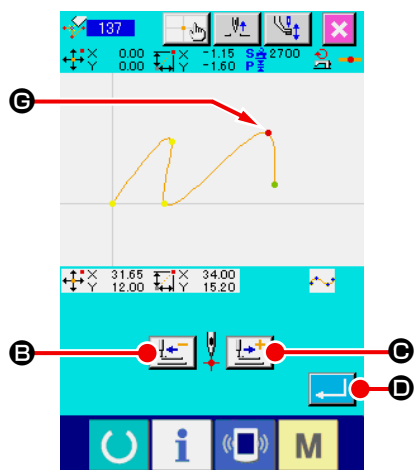 137
X 0.00 X -1.15 S 2700
Y 0.00 Y -1.60 P
G
X 31.65 X 34.00
Y 12.00 Y 15.20
B
C
D
i M